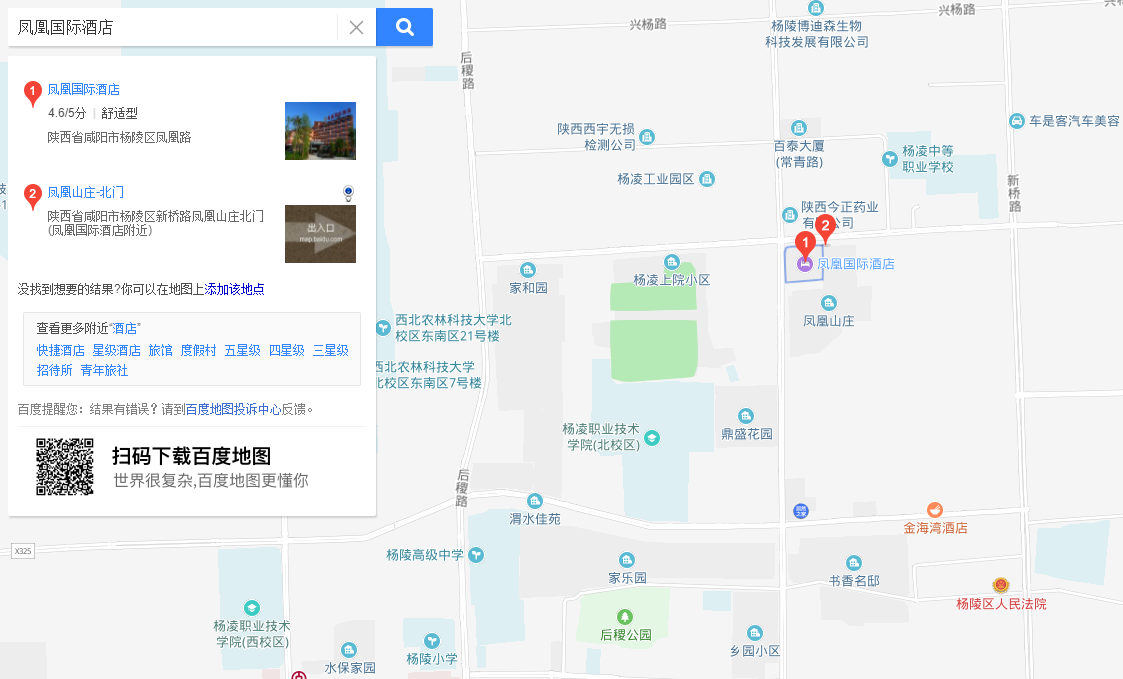 凤凰国际酒店
1
凤凰国际酒店
4.6/5分 | 舒适型
陕西省咸阳市杨陵区凤凰路
2
凤凰山庄-北门
陕西省咸阳市杨陵区新桥路凤凰山庄北门
(凤凰国际酒店附近)
出入口
map.baidu.com
没找到想要的结果?你可以在地图上添加该地点
查看更多附近“酒店”
快捷酒店 星级酒店 旅馆 度假村 五星级 四星级 三星级
招待所 青年旅社
百度提醒您：结果有错误？请到百度地图投诉中心反馈。
扫码下载百度地图
世界很复杂,百度地图更懂你
兴杨路
兴杨路
杨陵博迪森生物
科技发展有限公司
后稷路
陕西西宇无损
检测公司
百泰大厦
(常青路)
车是客汽车美容
杨凌中等
职业学校
杨凌工业园区
新桥路
陕西今正药业
1
2
凤凰国际酒店
杨凌上院小区
家和园
凤凰山庄
西北农林科技大学北
校区东南区21号楼
西北农林科技大学
北校区东南区7号楼
杨凌职业技术
学院(北校区)
鼎盛花园
后稷路
渭水佳苑
金海湾酒店
X325
杨陵高级中学
家乐园
书香名邸
杨陵区人民法院
杨凌职业技术
学院(西校区)
后稷公园
水保家园
杨陵小学
乡园小区